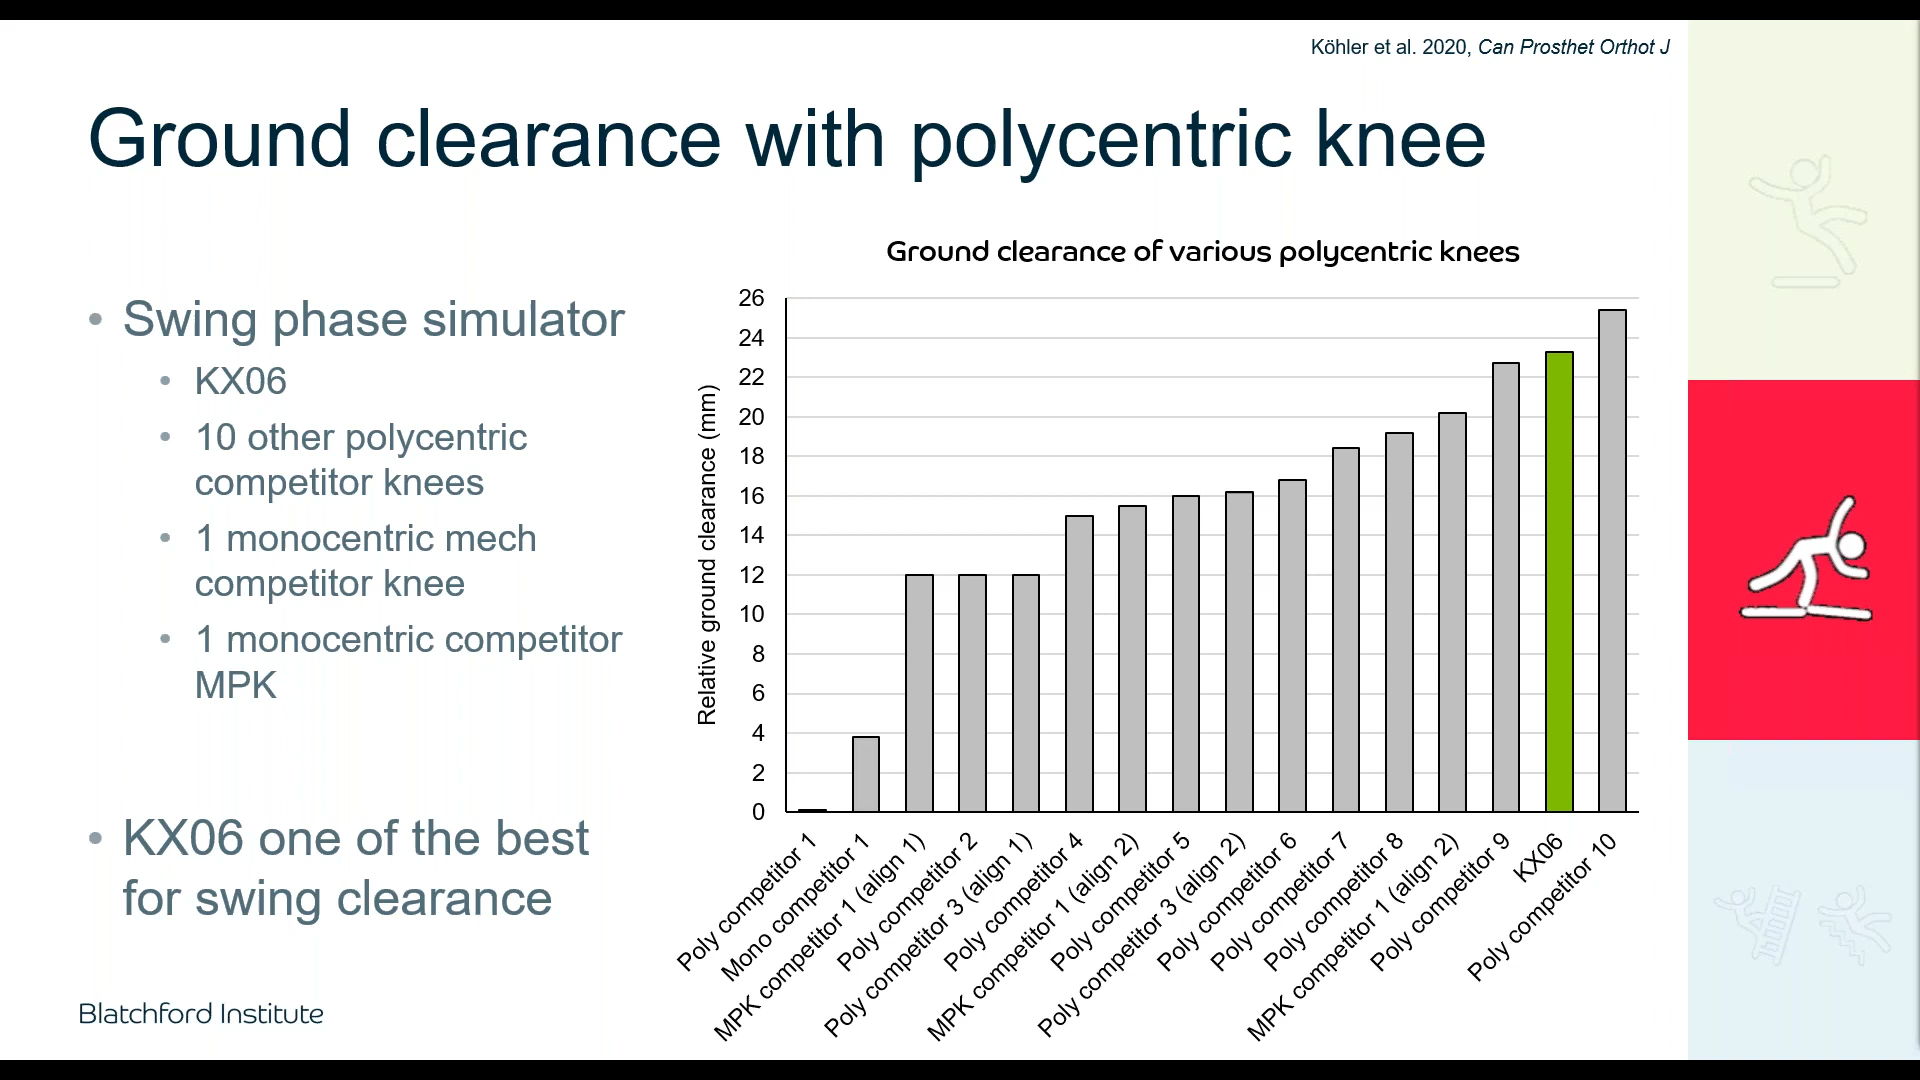 Köhler et al. 2020, Can Prosthet Orthot J
Ground clearance with polycentric knee
• Swing phase simulator
• KX06
• 10 other polycentric
competitor knees
• 1 monocentric mech
competitor knee
• 1 monocentric competitor
MPK
• KX06 one of the best
for swing clearance
Blatchford Institute
Ground clearance of various polycentric knees
Relative ground clearance (mm)
26
24
22
20
18
16
14
12
10
8
6
4
2
0
Poly competitor 1
Mono competitor 1
MPK competitor 1 (align 1)
Poly competitor 2
Poly competitor 3 (align 1)
Poly competitor 4
MPK competitor 1 (align 2)
Poly competitor 5
Poly competitor 3 (align 2)
Poly competitor 6
Poly competitor 7
Poly competitor 8
MPK competitor 1 (align 2)
Poly competitor 9
KX06
Poly competitor 10